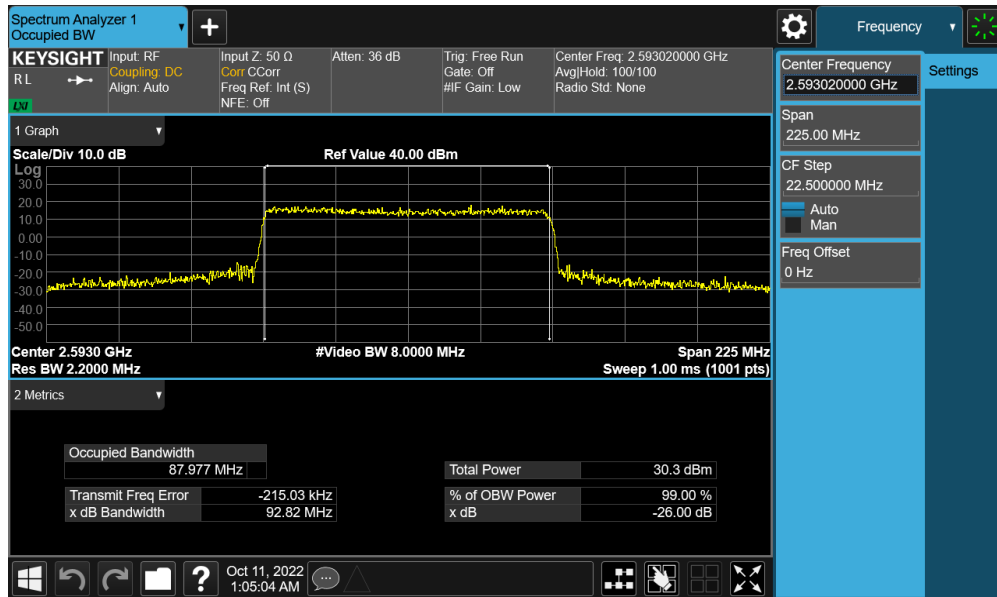 Spectrum Analyzer 1
Occupied BW
+
Frequency
KEYSIGHT
R L
LXI
Input: RF
Coupling: DC
Align: Auto
Input Z: 50 Ω
Corr CCorr
Freq Ref: Int (S)
NFE: Off
Atten: 36 dB
Trig: Free Run
Gate: Off
#IF Gain: Low
Center Freq: 2.593020000 GHz
Avg|Hold: 100/100
Radio Std: None
Center Frequency
2.593020000 GHz
Settings
Span
225.00 MHz
CF Step
22.500000 MHz
Auto
Man
Freq Offset
0 Hz
1 Graph
Scale/Div 10.0 dB
Ref Value 40.00 dBm
Log
30.0
20.0
10.0
0.00
-10.0
-20.0
-30.0
-40.0
-50.0
Center 2.5930 GHz
#Video BW 8.0000 MHz
Span 225 MHz
Res BW 2.2000 MHz
Sweep 1.00 ms (1001 pts)
2 Metrics
Occupied Bandwidth
87.977 MHz
Total Power 30.3 dBm
Transmit Freq Error -215.03 kHz
% of OBW Power 99.00 %
x dB Bandwidth 92.82 MHz
x dB -26.00 dB
?
Oct 11, 2022
1:05:04 AM